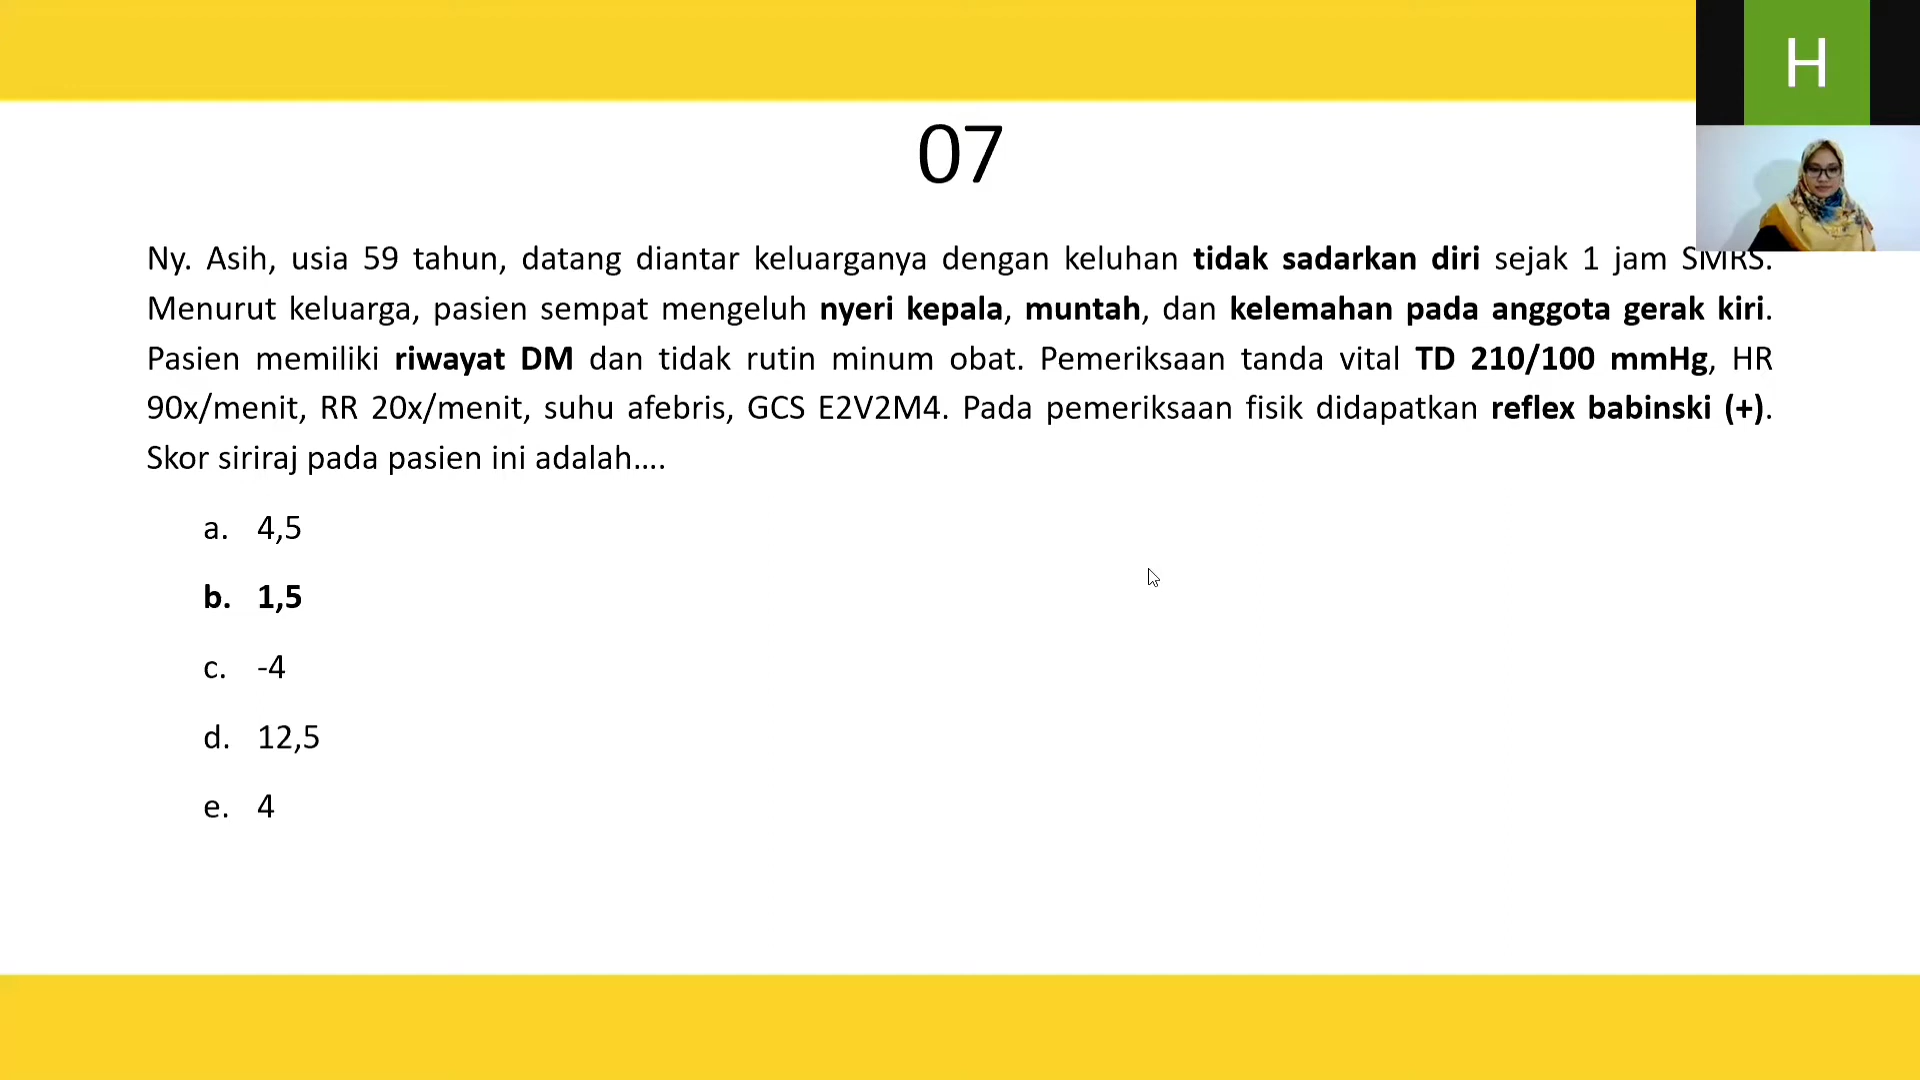 H
07
Ny. Asih, usia 59 tahun, datang diantar keluarganya dengan keluhan tidak sadarkan diri sejak 1 jam SMRS.
Menurut keluarga, pasien sempat mengeluh nyeri kepala, muntah, dan kelemahan pada anggota gerak kiri.
Pasien memiliki riwayat DM dan tidak rutin minum obat. Pemeriksaan tanda vital TD 210/100 mmHg, HR
90x/menit, RR 20x/menit, suhu afebris, GCS E2V2M4. Pada pemeriksaan fisik didapatkan reflex babinski (+).
Skor siriraj pada pasien ini adalah....
a. 4,5
b. 1,5
c. -4
d. 12,5
e. 4